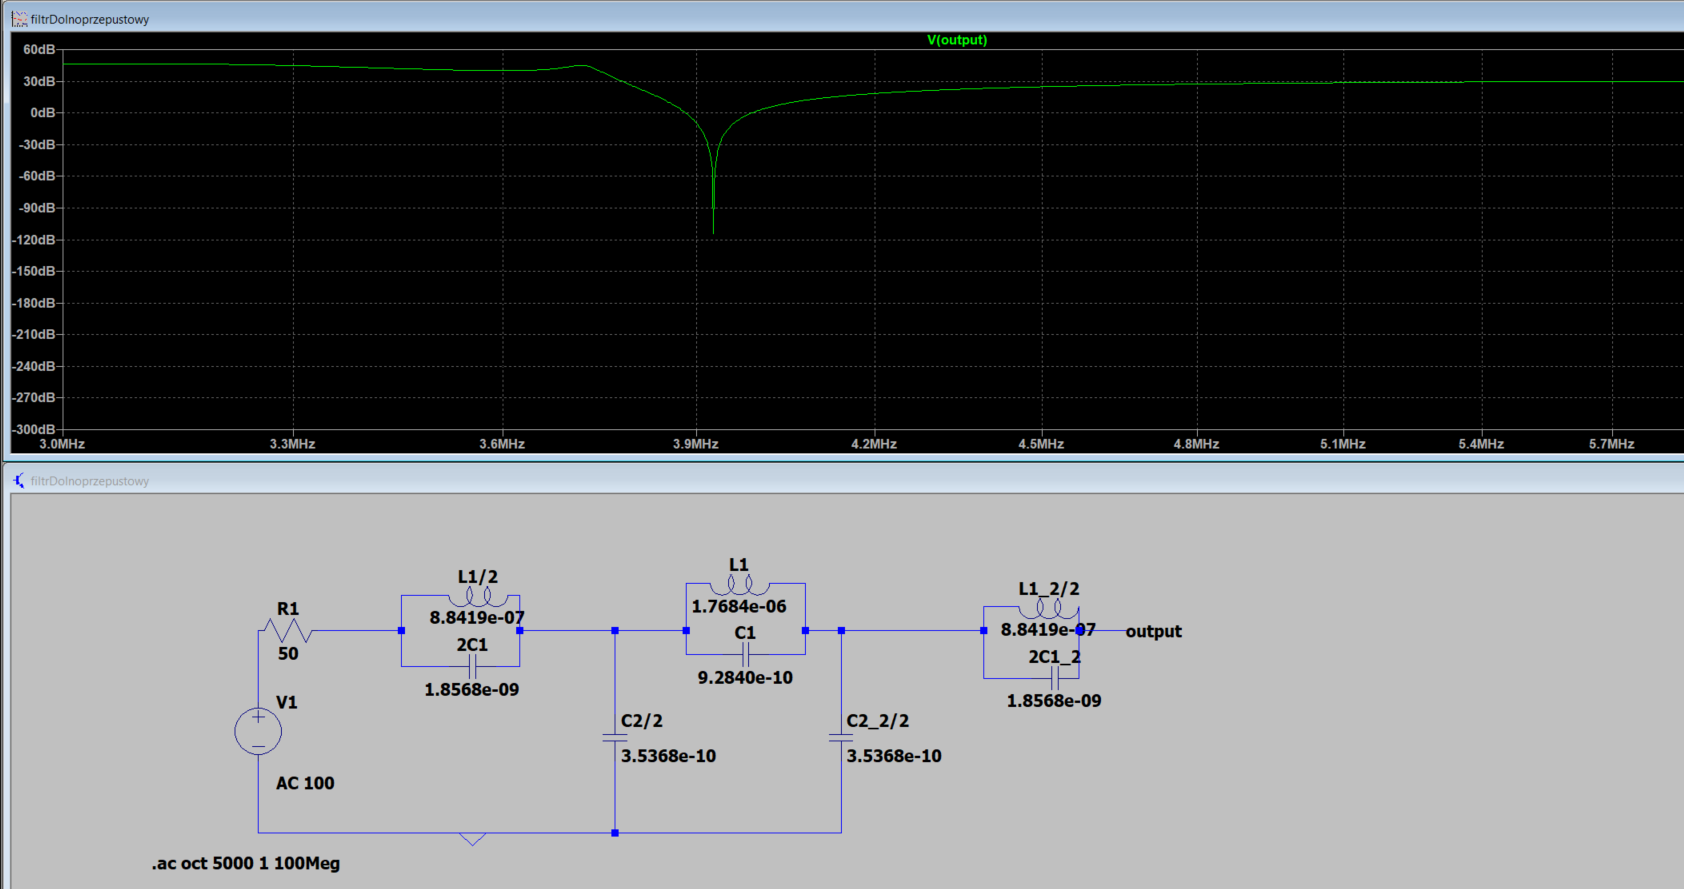 filtrDolnoprzepustowy
V(output)
60dB
30dB
0dB
-30dB
-60dB
-90dB
-120dB
-150dB
-180dB
-210dB
-240dB
-270dB
-300dB
3.0MHz 3.3MHz 3.6MHz 3.9MHz 4.2MHz 4.5MHz 4.8MHz 5.1MHz 5.4MHz 5.7MHz
filtrDolnoprzepustowy
L1/2
8.8419e-07
2C1
1.8568e-09
L1
1.7684e-06
C1
9.2840e-10
L1_2/2
8.8419e-07
2C1_2
1.8568e-09
output
R1
50
V1
AC 100
C2/2
3.5368e-10
C2_2/2
3.5368e-10
.ac oct 5000 1 100Meg